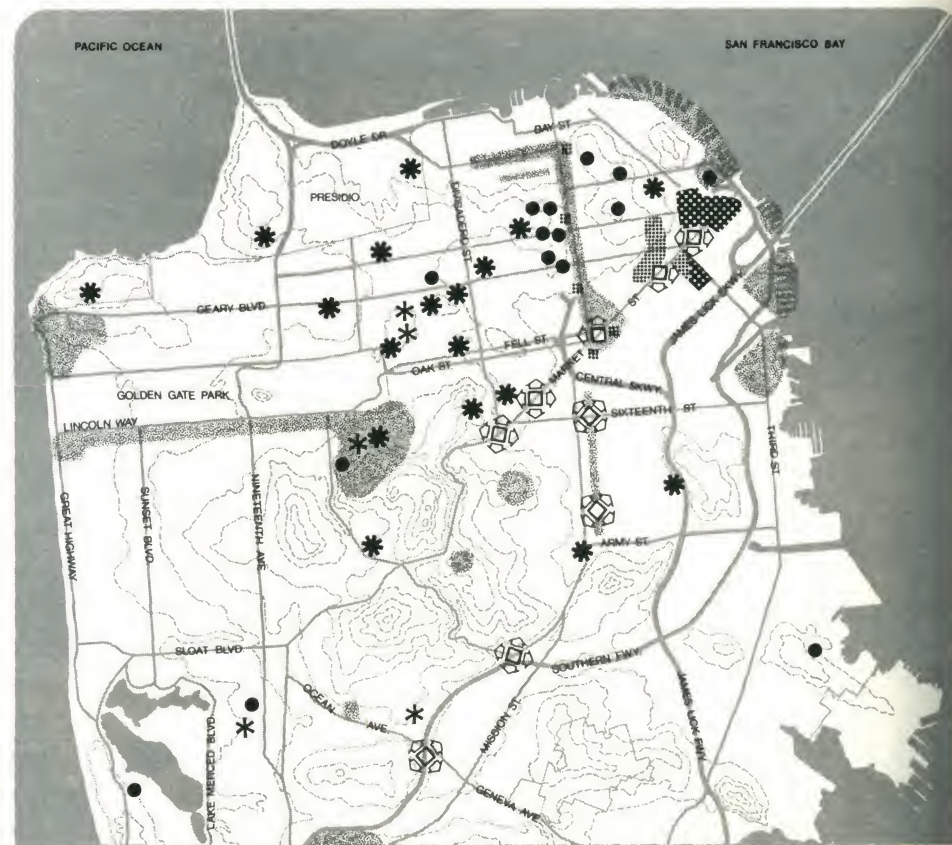 PACIFIC OCEAN
SAN FRANCISCO BAY
DOYLE DR
BAY ST
PRESIDIO
DIVISADERO ST
GEARY BLVD
JAMES LICK FRWY
ST
FELL ST
MARKET
OAK ST
CENTRAL SKWY
GOLDEN GATE PARK
SIXTEENTH ST
LINCOLN WAY
THIRD ST
GREAT HIGHWAY
SUNSET BLVD
NINETEENTH AVE
ARMY ST
SLOAT BLVD
SOUTHERN FWY
OCEAN
AVE
MISSION ST
JAMES LICK FWY
LAKE MERCED BLVD
GENEVA AVE